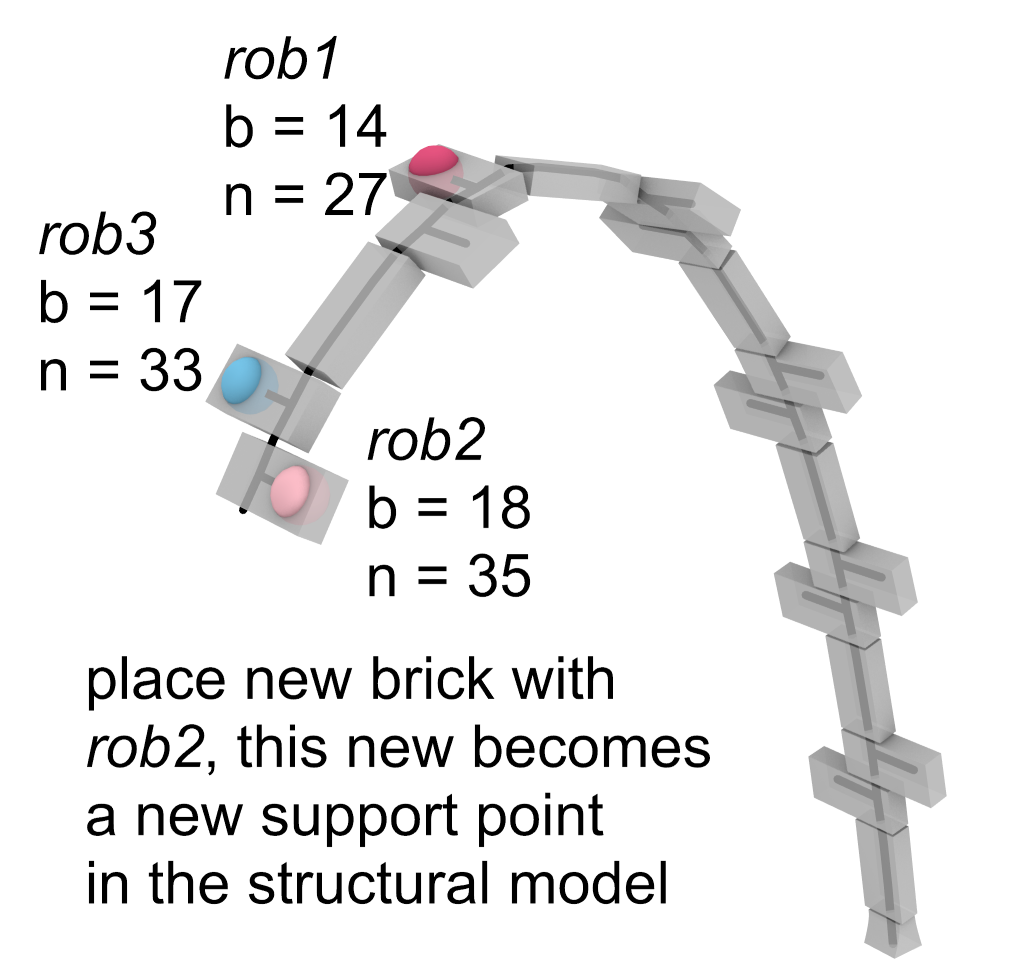 rob1
b = 14
n = 27
rob3
b = 17
n = 33
rob2
b = 18
n = 35
place new brick with
rob2, this new becomes
a new support point
in the structural model